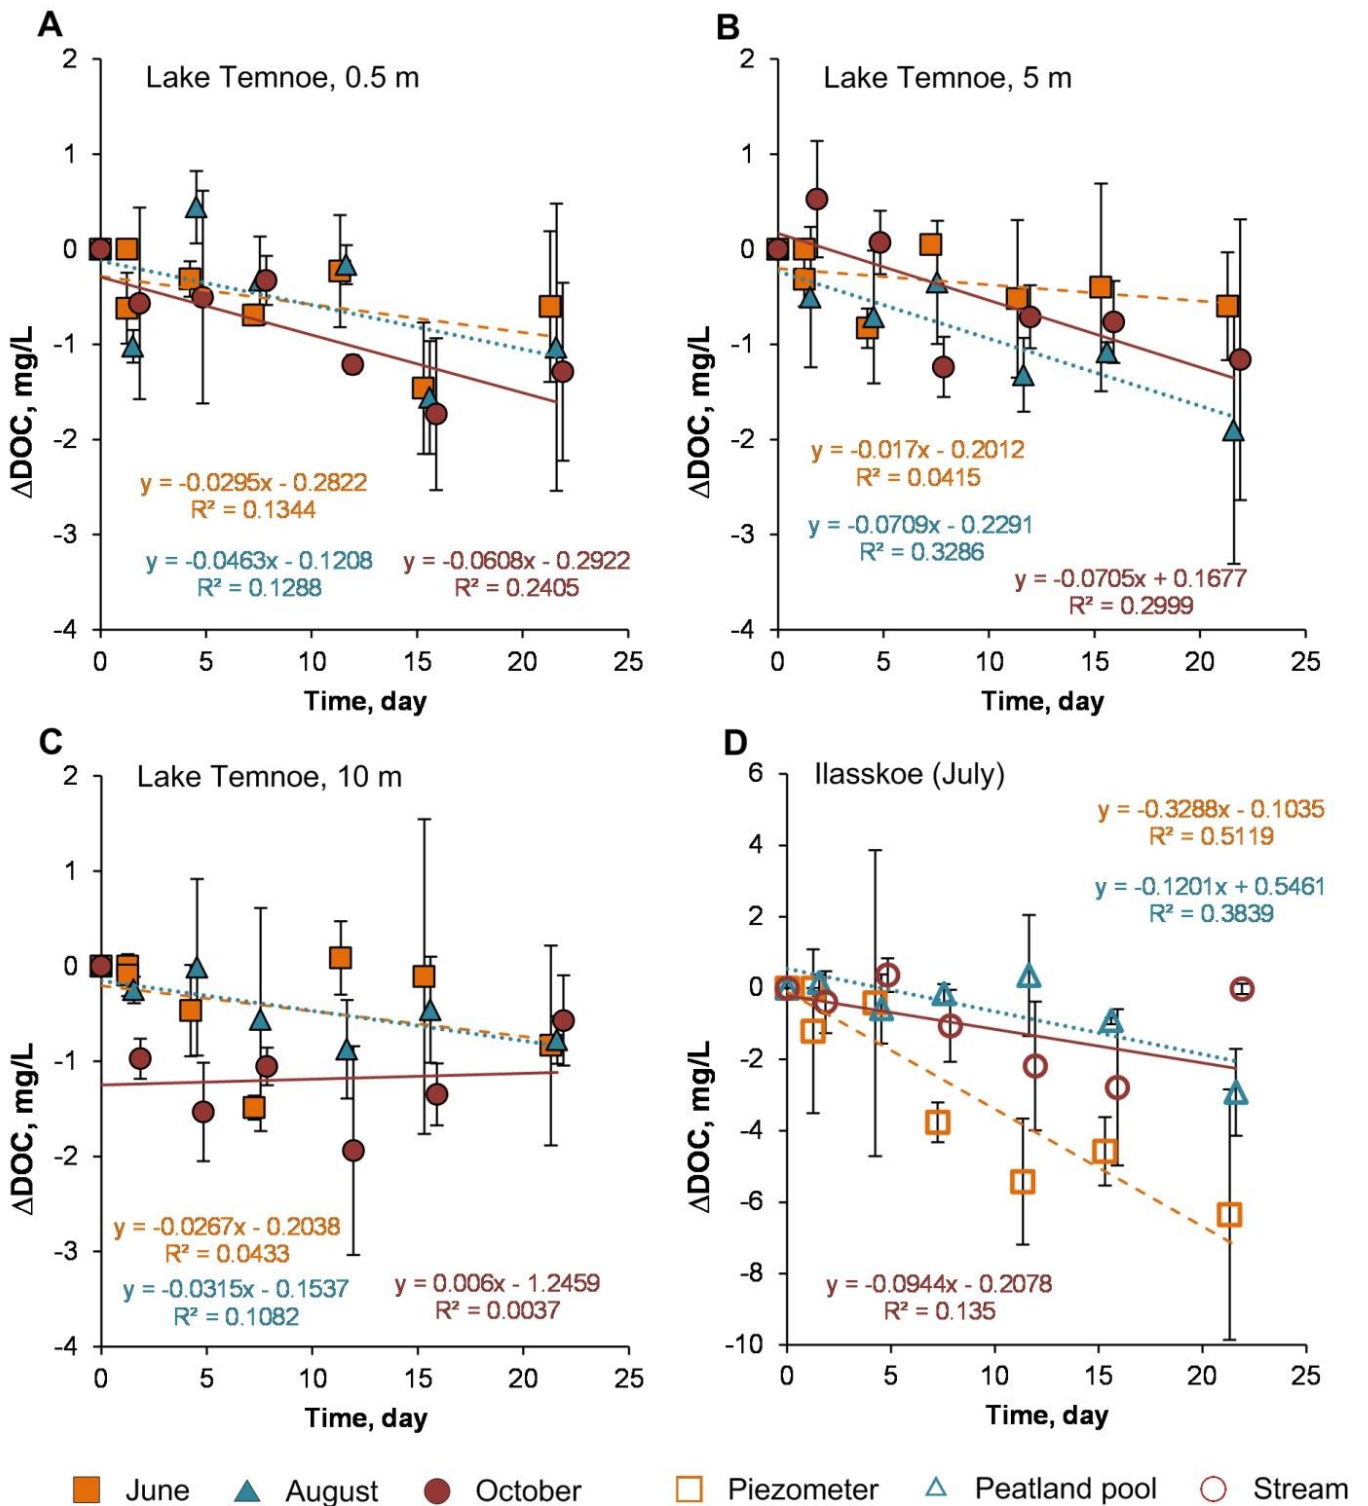 A
Lake Temnoe, 0.5 m
2
1
0
-1
-2
-3
-4
ΔDOC, mg/L
y = -0.0295x - 0.2822
R² = 0.1344
y = -0.0463x - 0.1208
R² = 0.1288
y = -0.0608x - 0.2922
R² = 0.2405
0 5 10 15 20 25
Time, day
B
Lake Temnoe, 5 m
2
1
0
-1
-2
-3
-4
ΔDOC, mg/L
y = -0.017x - 0.2012
R² = 0.0415
y = -0.0709x - 0.2291
R² = 0.3286
y = -0.0705x + 0.1677
R² = 0.2999
0 5 10 15 20 25
Time, day
C
Lake Temnoe, 10 m
2
1
0
-1
-2
-3
-4
ΔDOC, mg/L
y = -0.0267x - 0.2038
R² = 0.0433
y = -0.0315x - 0.1537
R² = 0.1082
y = 0.006x - 1.2459
R² = 0.0037
0 5 10 15 20 25
Time, day
D
Ilasskoe (July)
6
4
2
0
-2
-4
-6
-8
-10
ΔDOC, mg/L
y = -0.3288x - 0.1035
R² = 0.5119
y = -0.1201x + 0.5461
R² = 0.3839
y = -0.0944x - 0.2078
R² = 0.135
0 5 10 15 20 25
Time, day
June August October Piezometer Peatland pool Stream